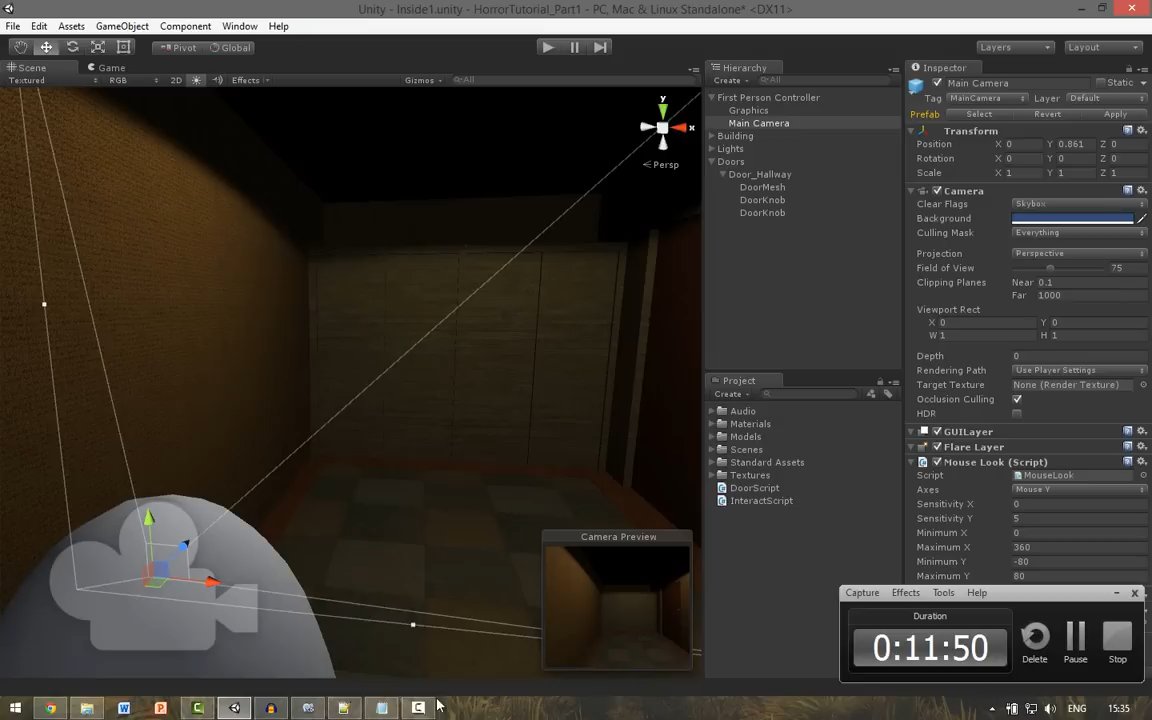 Unity - Inside1.unity - HorrorTutorial_Part1 - PC, Mac & Linux Standalone* <DX11>
File Edit Assets GameObject Component Window Help
Pivot Global Layers Layout
Scene Game
Textured RGB 2D Effects Gizmos All
y
x
Persp
Camera Preview
Hierarchy
Create All
First Person Controller
Graphics
Main Camera
Building
Lights
Doors
Door_Hallway
DoorMesh
DoorKnob
DoorKnob
Project
Create
Audio
Materials
Models
Scenes
Standard Assets
Textures
DoorScript
InteractScript
Inspector
Main Camera Static
Tag MainCamera Layer Default
Prefab Select Revert Apply
Transform
Position X 0 Y 0.861 Z 0
Rotation X 0 Y 0 Z 0
Scale X 1 Y 1 Z 1
Camera
Clear Flags Skybox
Background
Culling Mask Everything
Projection Perspective
Field of View 75
Clipping Planes Near 0.1
Far 1000
Viewport Rect
X 0 Y 0
W 1 H 1
Depth 0
Rendering Path Use Player Settings
Target Texture None (Render Texture)
Occlusion Culling
HDR
GUILayer
Flare Layer
Mouse Look (Script)
Script MouseLook
Axes Mouse Y
Sensitivity X 0
Sensitivity Y 5
Minimum X 0
Maximum X 360
Minimum Y -80
Maximum Y 80
Capture Effects Tools Help
Duration
0:11:50
Delete Pause Stop
ENG 15:35